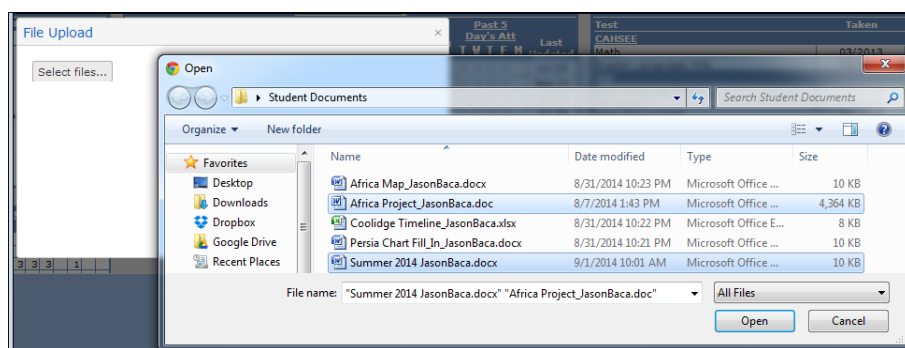 File Upload
×
Select files...
Past 5
Day's Att
Last
T W T F M Updated
Test
Taken
CAHSEE
Math
03/2013
Open
Student Documents
Search Student Documents
Organize
New folder
Favorites
Desktop
Downloads
Dropbox
Google Drive
Recent Places
Name
Date modified
Type
Size
Africa Map_JasonBaca.docx 8/31/2014 10:23 PM Microsoft Office ... 10 KB
Africa Project_JasonBaca.doc 8/7/2014 1:43 PM Microsoft Office ... 4,364 KB
Coolidge Timeline_JasonBaca.xlsx 8/31/2014 10:22 PM Microsoft Office E... 8 KB
Persia Chart Fill_In_JasonBaca.docx 8/31/2014 10:21 PM Microsoft Office ... 10 KB
Summer 2014 JasonBaca.docx 9/1/2014 10:01 AM Microsoft Office ... 10 KB
3 3 3 1
File name: "Summer 2014 JasonBaca.docx" "Africa Project_JasonBaca.doc"
All Files
Open
Cancel